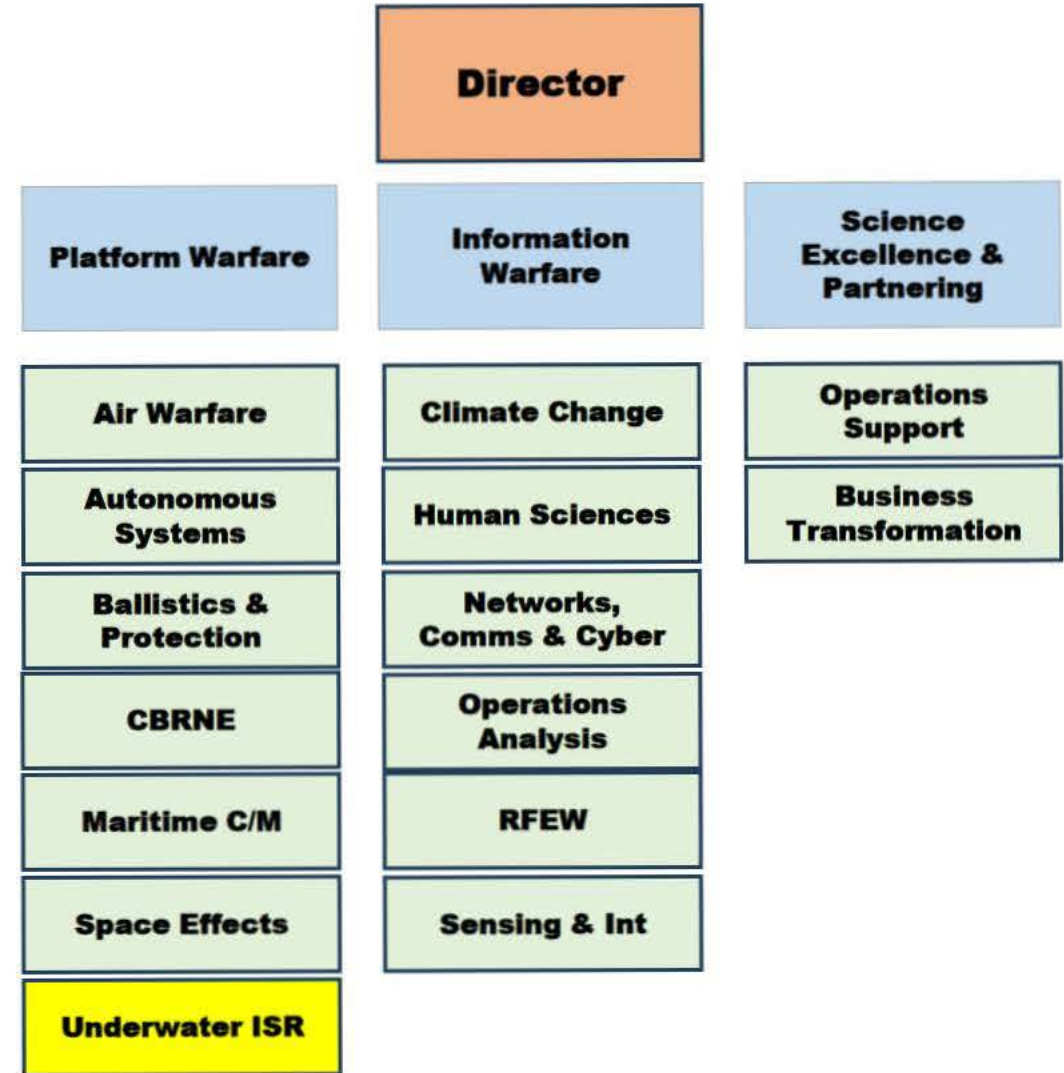 Director
Platform Warfare
Information
Warfare
Science
Excellence &
Partnering
Air Warfare
Autonomous
Systems
Ballistics &
Protection
CBRNE
Maritime C/M
Space Effects
Underwater ISR
Climate Change
Human Sciences
Networks,
Comms & Cyber
Operations
Analysis
RFEW
Sensing & Int
Operations
Support
Business
Transformation